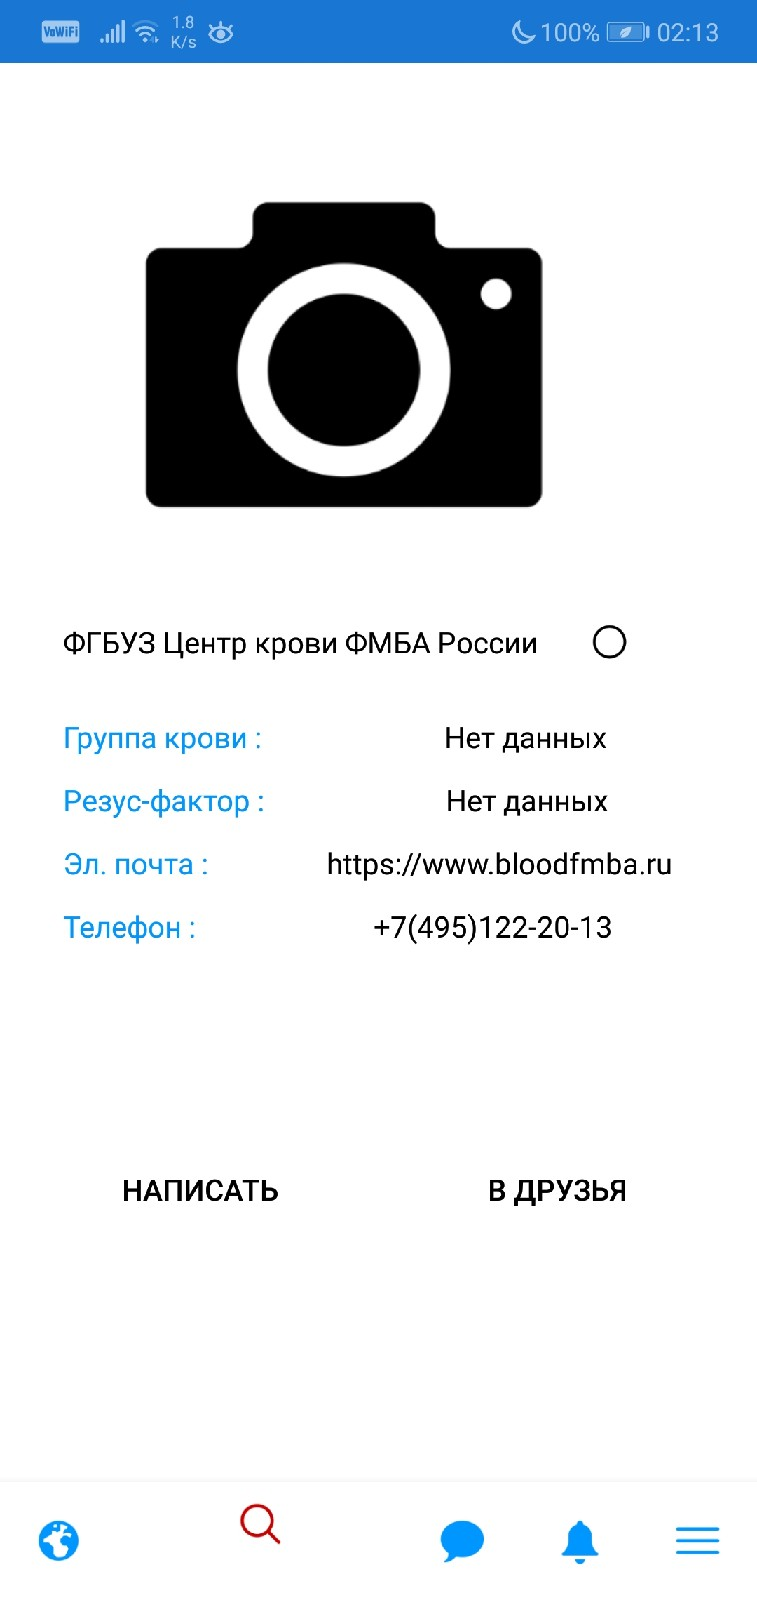 VoWiFi 1.8 K/s 100% 02:13
ФГБУЗ Центр крови ФМБА России
Группа крови : Нет данных
Резус-фактор : Нет данных
Эл. почта : https://www.bloodfmba.ru
Телефон : +7(495)122-20-13
НАПИСАТЬ В ДРУЗЬЯ